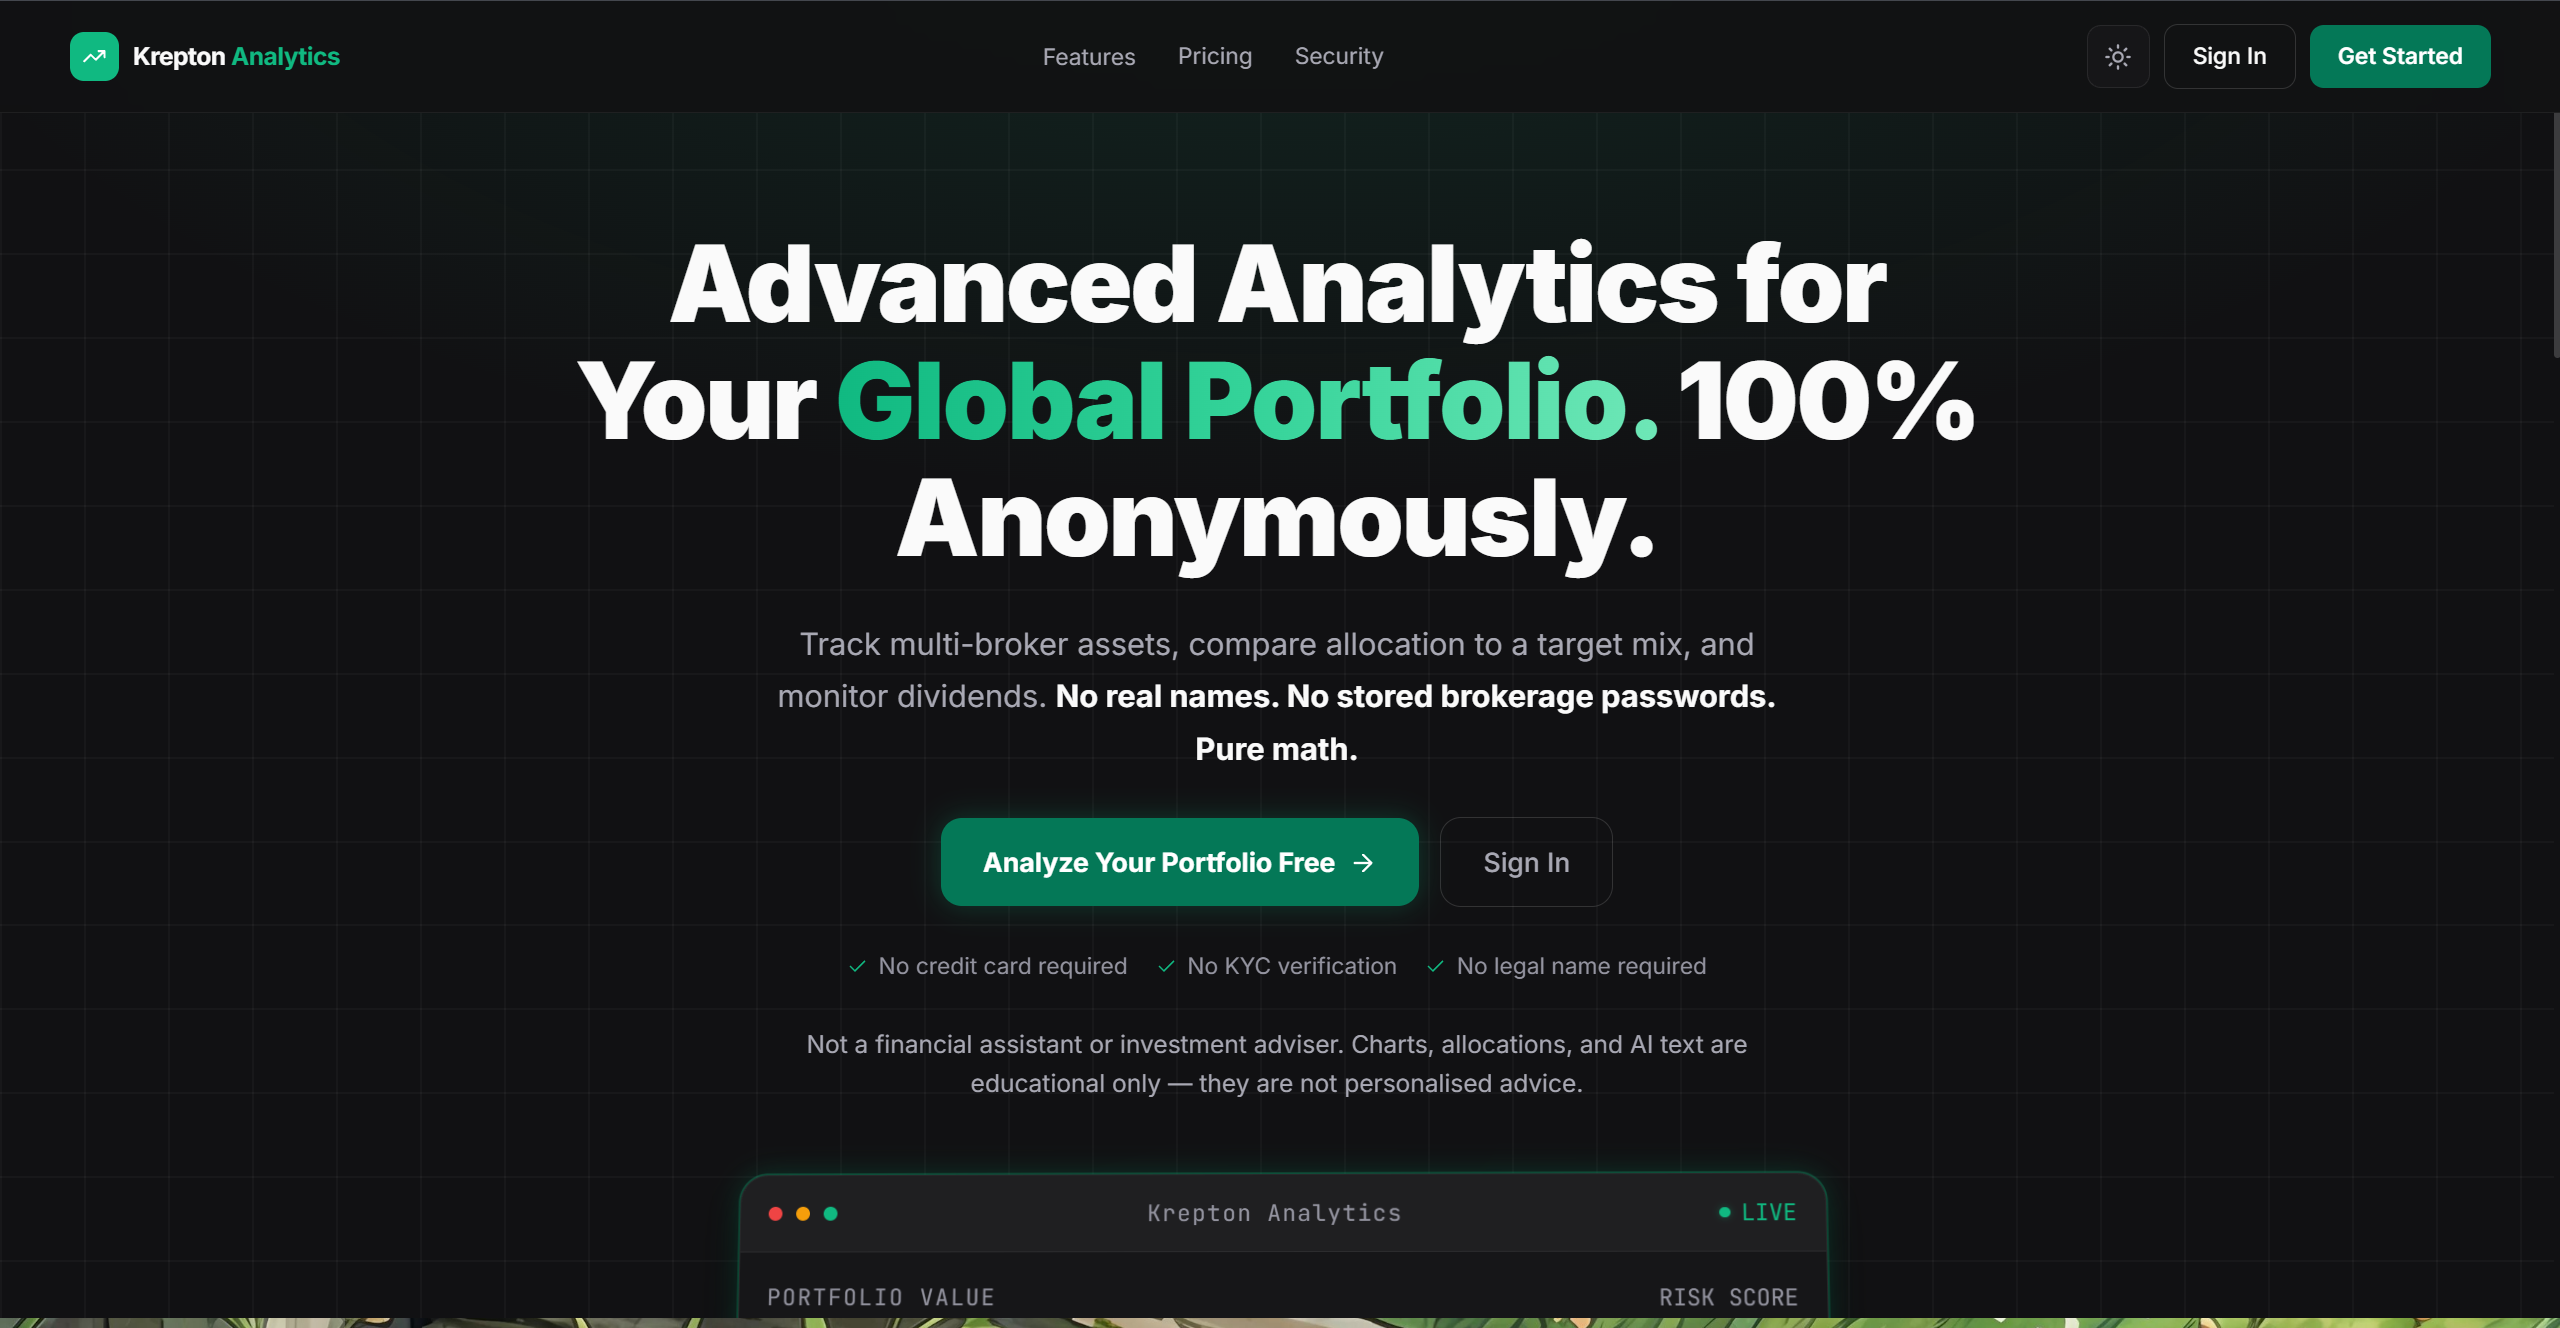 Krepton Analytics
Features
Pricing
Security
Sign In
Get Started
Advanced Analytics for
Your Global Portfolio. 100%
Anonymously.
Track multi-broker assets, compare allocation to a target mix, and
monitor dividends. No real names. No stored brokerage passwords.
Pure math.
Analyze Your Portfolio Free →
Sign In
✓ No credit card required
✓ No KYC verification
✓ No legal name required
Not a financial assistant or investment adviser. Charts, allocations, and AI text are
educational only — they are not personalised advice.
Krepton Analytics
LIVE
PORTFOLIO VALUE
RISK SCORE